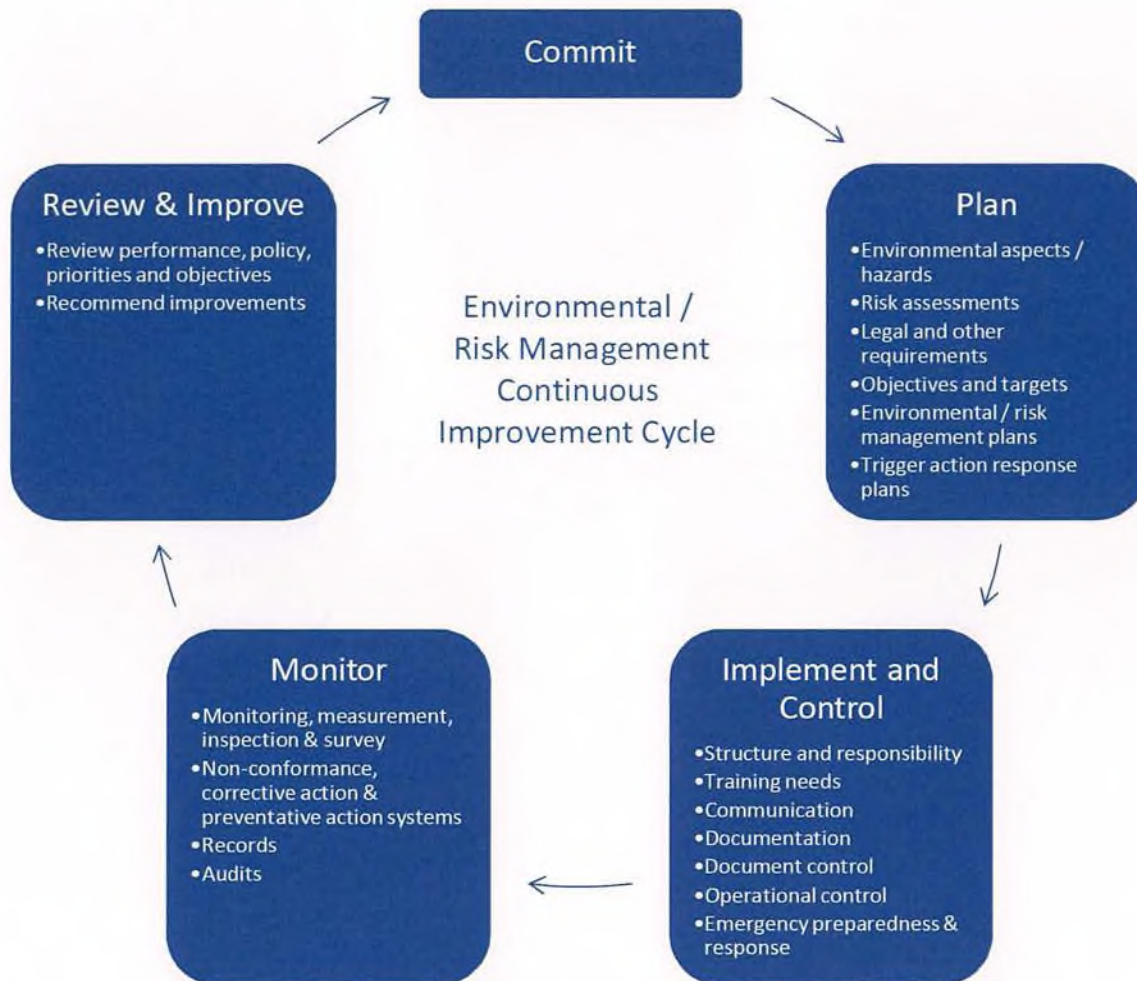 Commit
Plan
•Environmental aspects /
hazards
•Risk assessments
•Legal and other
requirements
•Objectives and targets
•Environmental / risk
management plans
•Trigger action response
plans
Implement and
Control
•Structure and responsibility
•Training needs
•Communication
•Documentation
•Document control
•Operational control
•Emergency preparedness &
response
Monitor
•Monitoring, measurement,
inspection & survey
•Non-conformance,
corrective action &
preventative action systems
•Records
•Audits
Review & Improve
•Review performance, policy,
priorities and objectives
•Recommend improvements
Environmental /
Risk Management
Continuous
Improvement Cycle